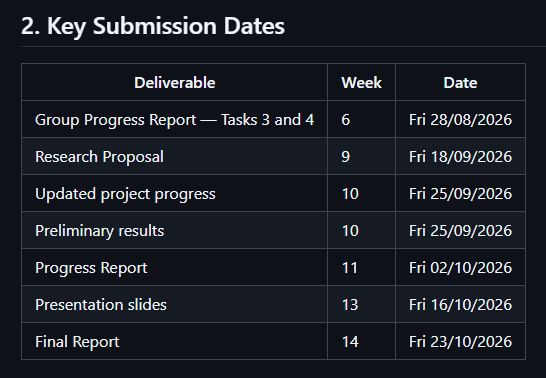 2. Key Submission Dates
Deliverable Week Date
Group Progress Report — Tasks 3 and 4 6 Fri 28/08/2026
Research Proposal 9 Fri 18/09/2026
Updated project progress 10 Fri 25/09/2026
Preliminary results 10 Fri 25/09/2026
Progress Report 11 Fri 02/10/2026
Presentation slides 13 Fri 16/10/2026
Final Report 14 Fri 23/10/2026